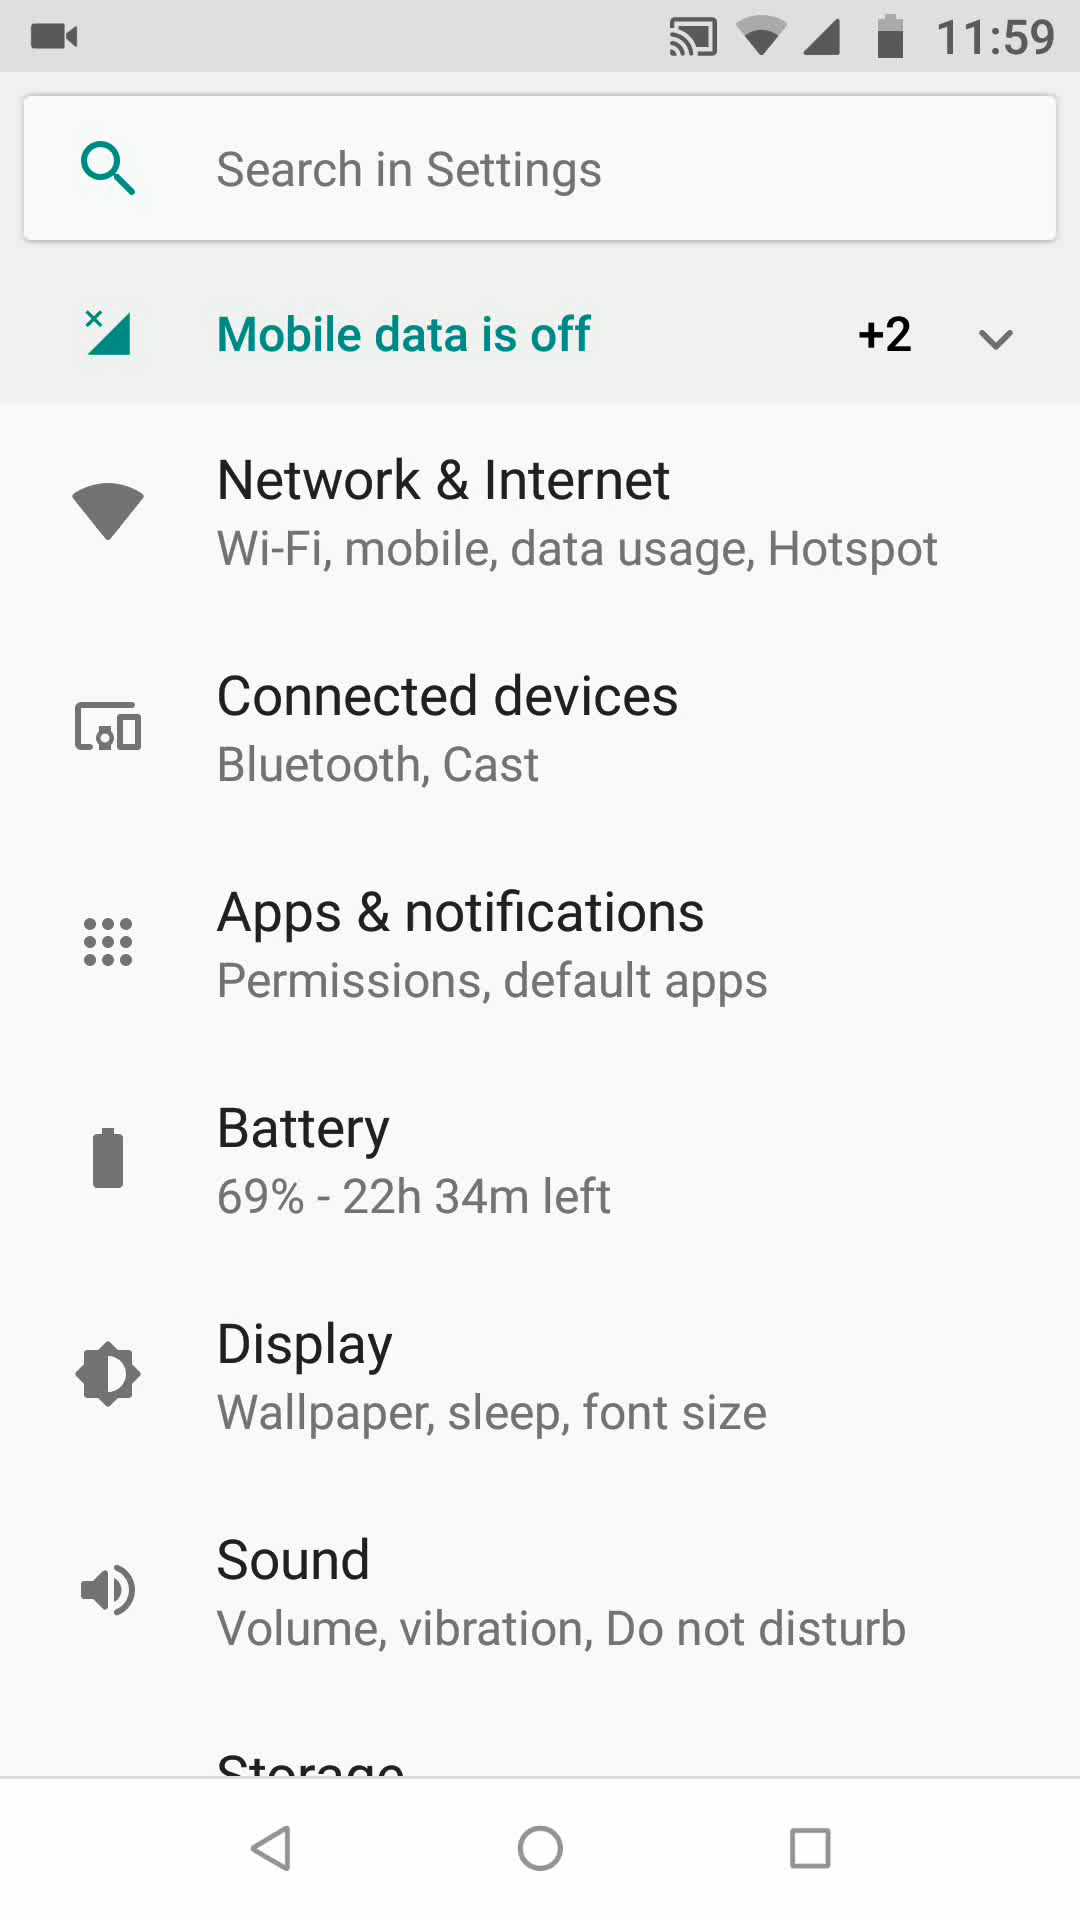 11:59
Search in Settings
Mobile data is off +2
Network & Internet
Wi-Fi, mobile, data usage, Hotspot
Connected devices
Bluetooth, Cast
Apps & notifications
Permissions, default apps
Battery
69% - 22h 34m left
Display
Wallpaper, sleep, font size
Sound
Volume, vibration, Do not disturb
Storage